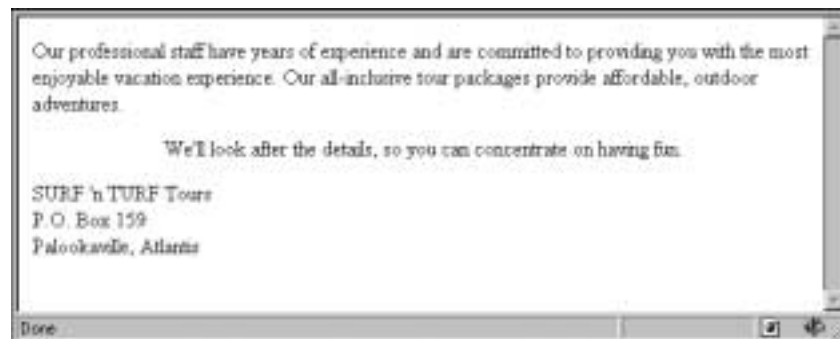 Our professional staff have years of experience and are committed to providing you with the most
enjoyable vacation experience. Our all-inclusive tour packages provide affordable, outdoor
adventures.
We'll look after the details, so you can concentrate on having fun.
SURF 'n TURF Tours
P.O. Box 159
Palookaville, Atlantis
Done